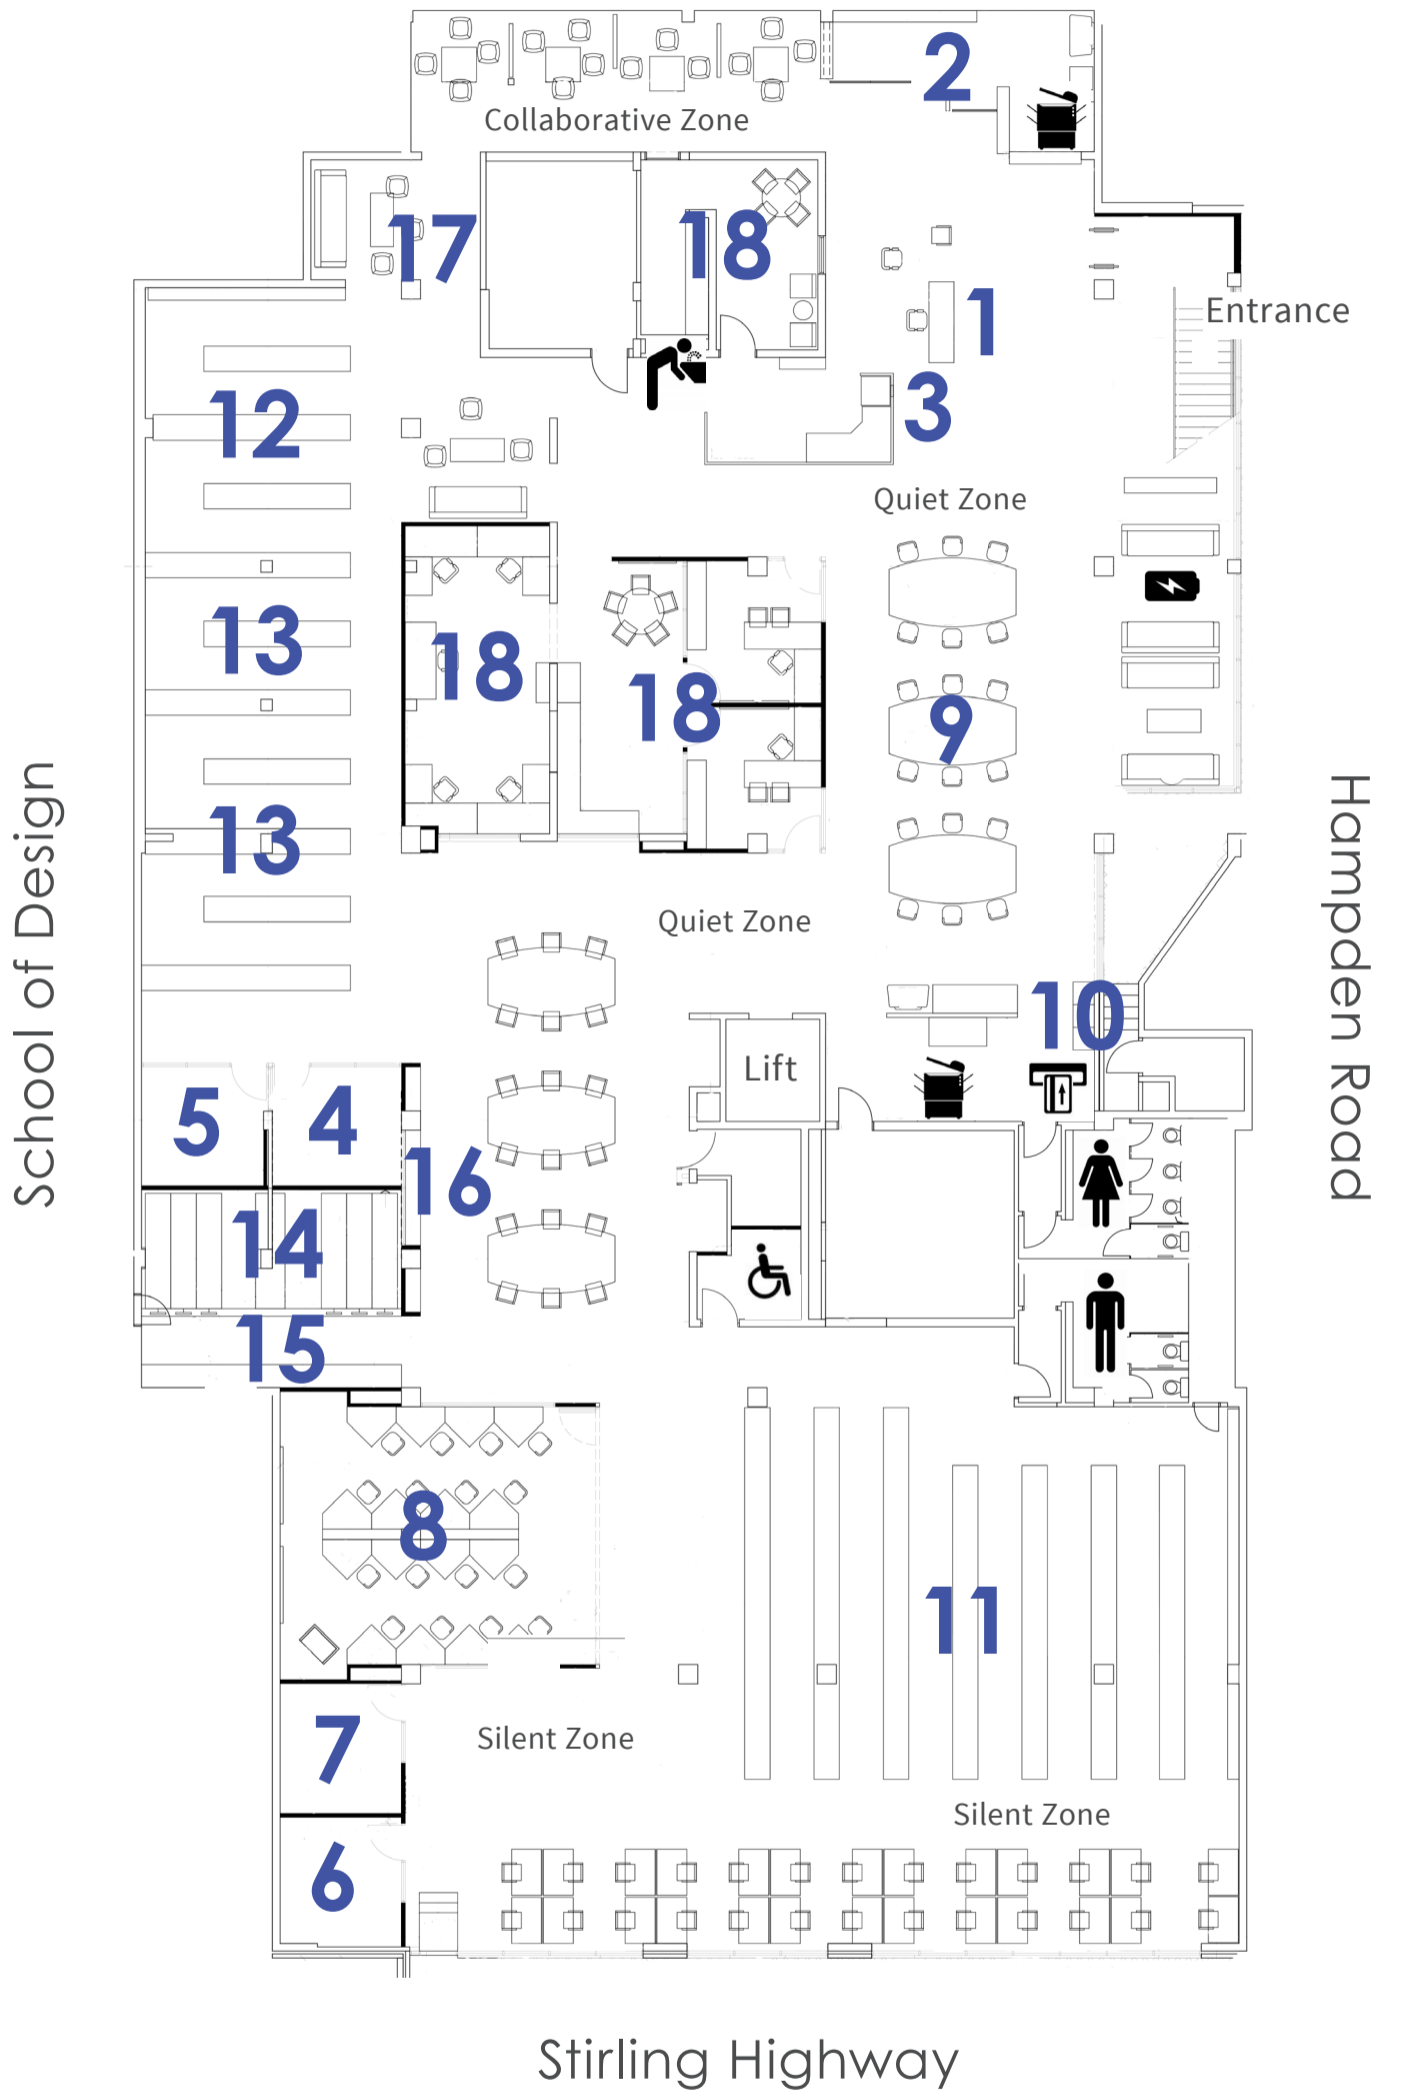 2
Collaborative Zone
17
18
1
Entrance
3
12
Quiet Zone
13
18
18
9
13
School of Design
Hampden Road
Quiet Zone
10
Lift
5
4
16
14
15
8
11
7
Silent Zone
Silent Zone
6
Stirling Highway